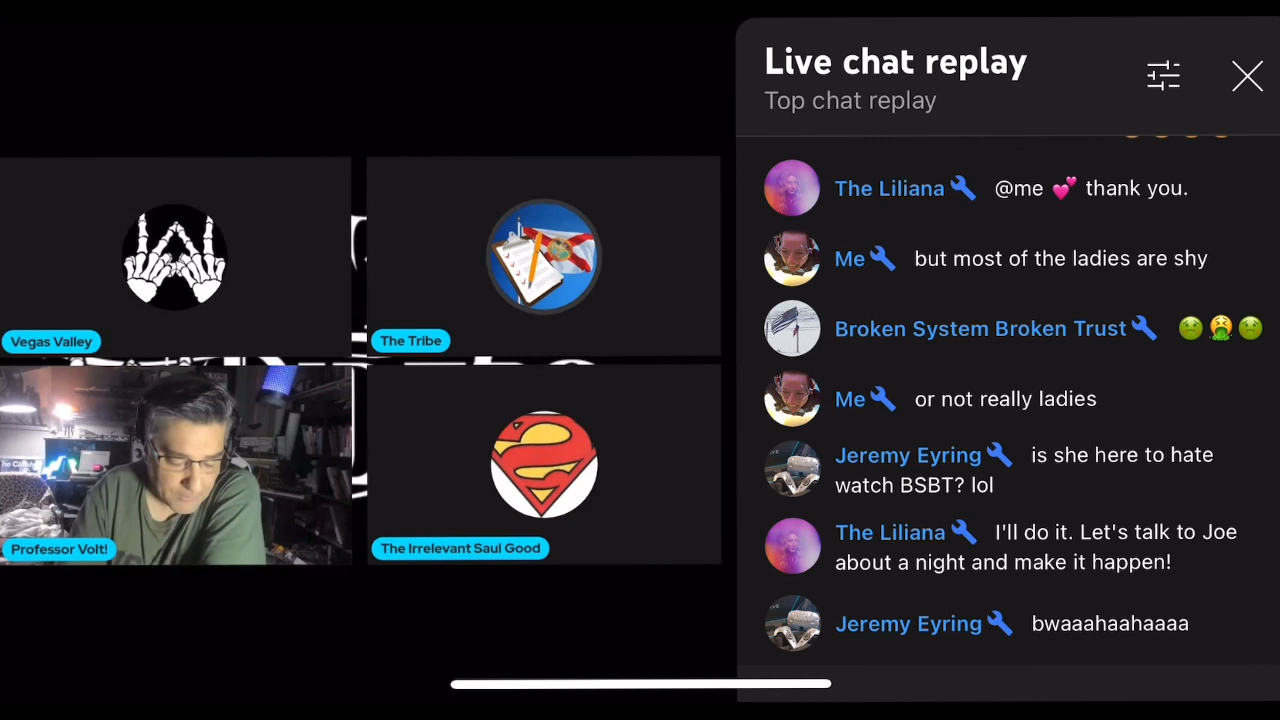 Live chat replay
Top chat replay
The Liliana @me 💕 thank you.
Me but most of the ladies are shy
Broken System Broken Trust 🤢🤮🤢
Me or not really ladies
Jeremy Eyring is she here to hate
watch BSBT? lol
The Liliana I'll do it. Let's talk to Joe
about a night and make it happen!
Jeremy Eyring bwaaahaahaaaa
Vegas Valley
The Tribe
Professor Volt!
The Irrelevant Saul Good